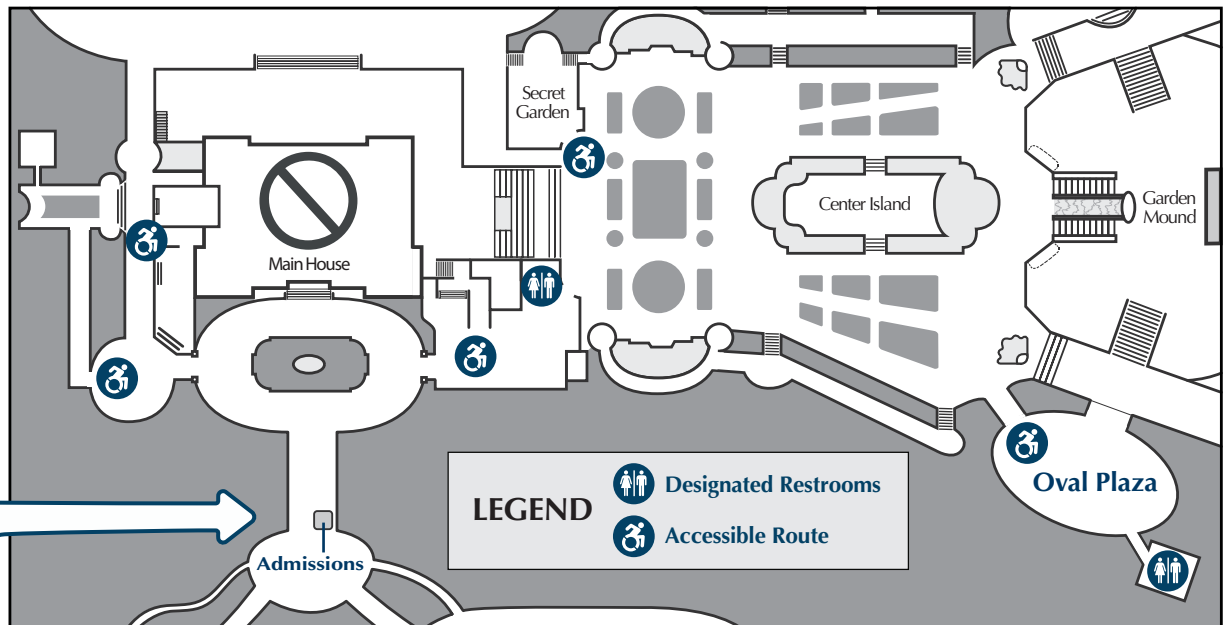 Secret
Garden
Center Island
Garden
Mound
Main House
LEGEND
Designated Restrooms
Accessible Route
Oval Plaza
Admissions